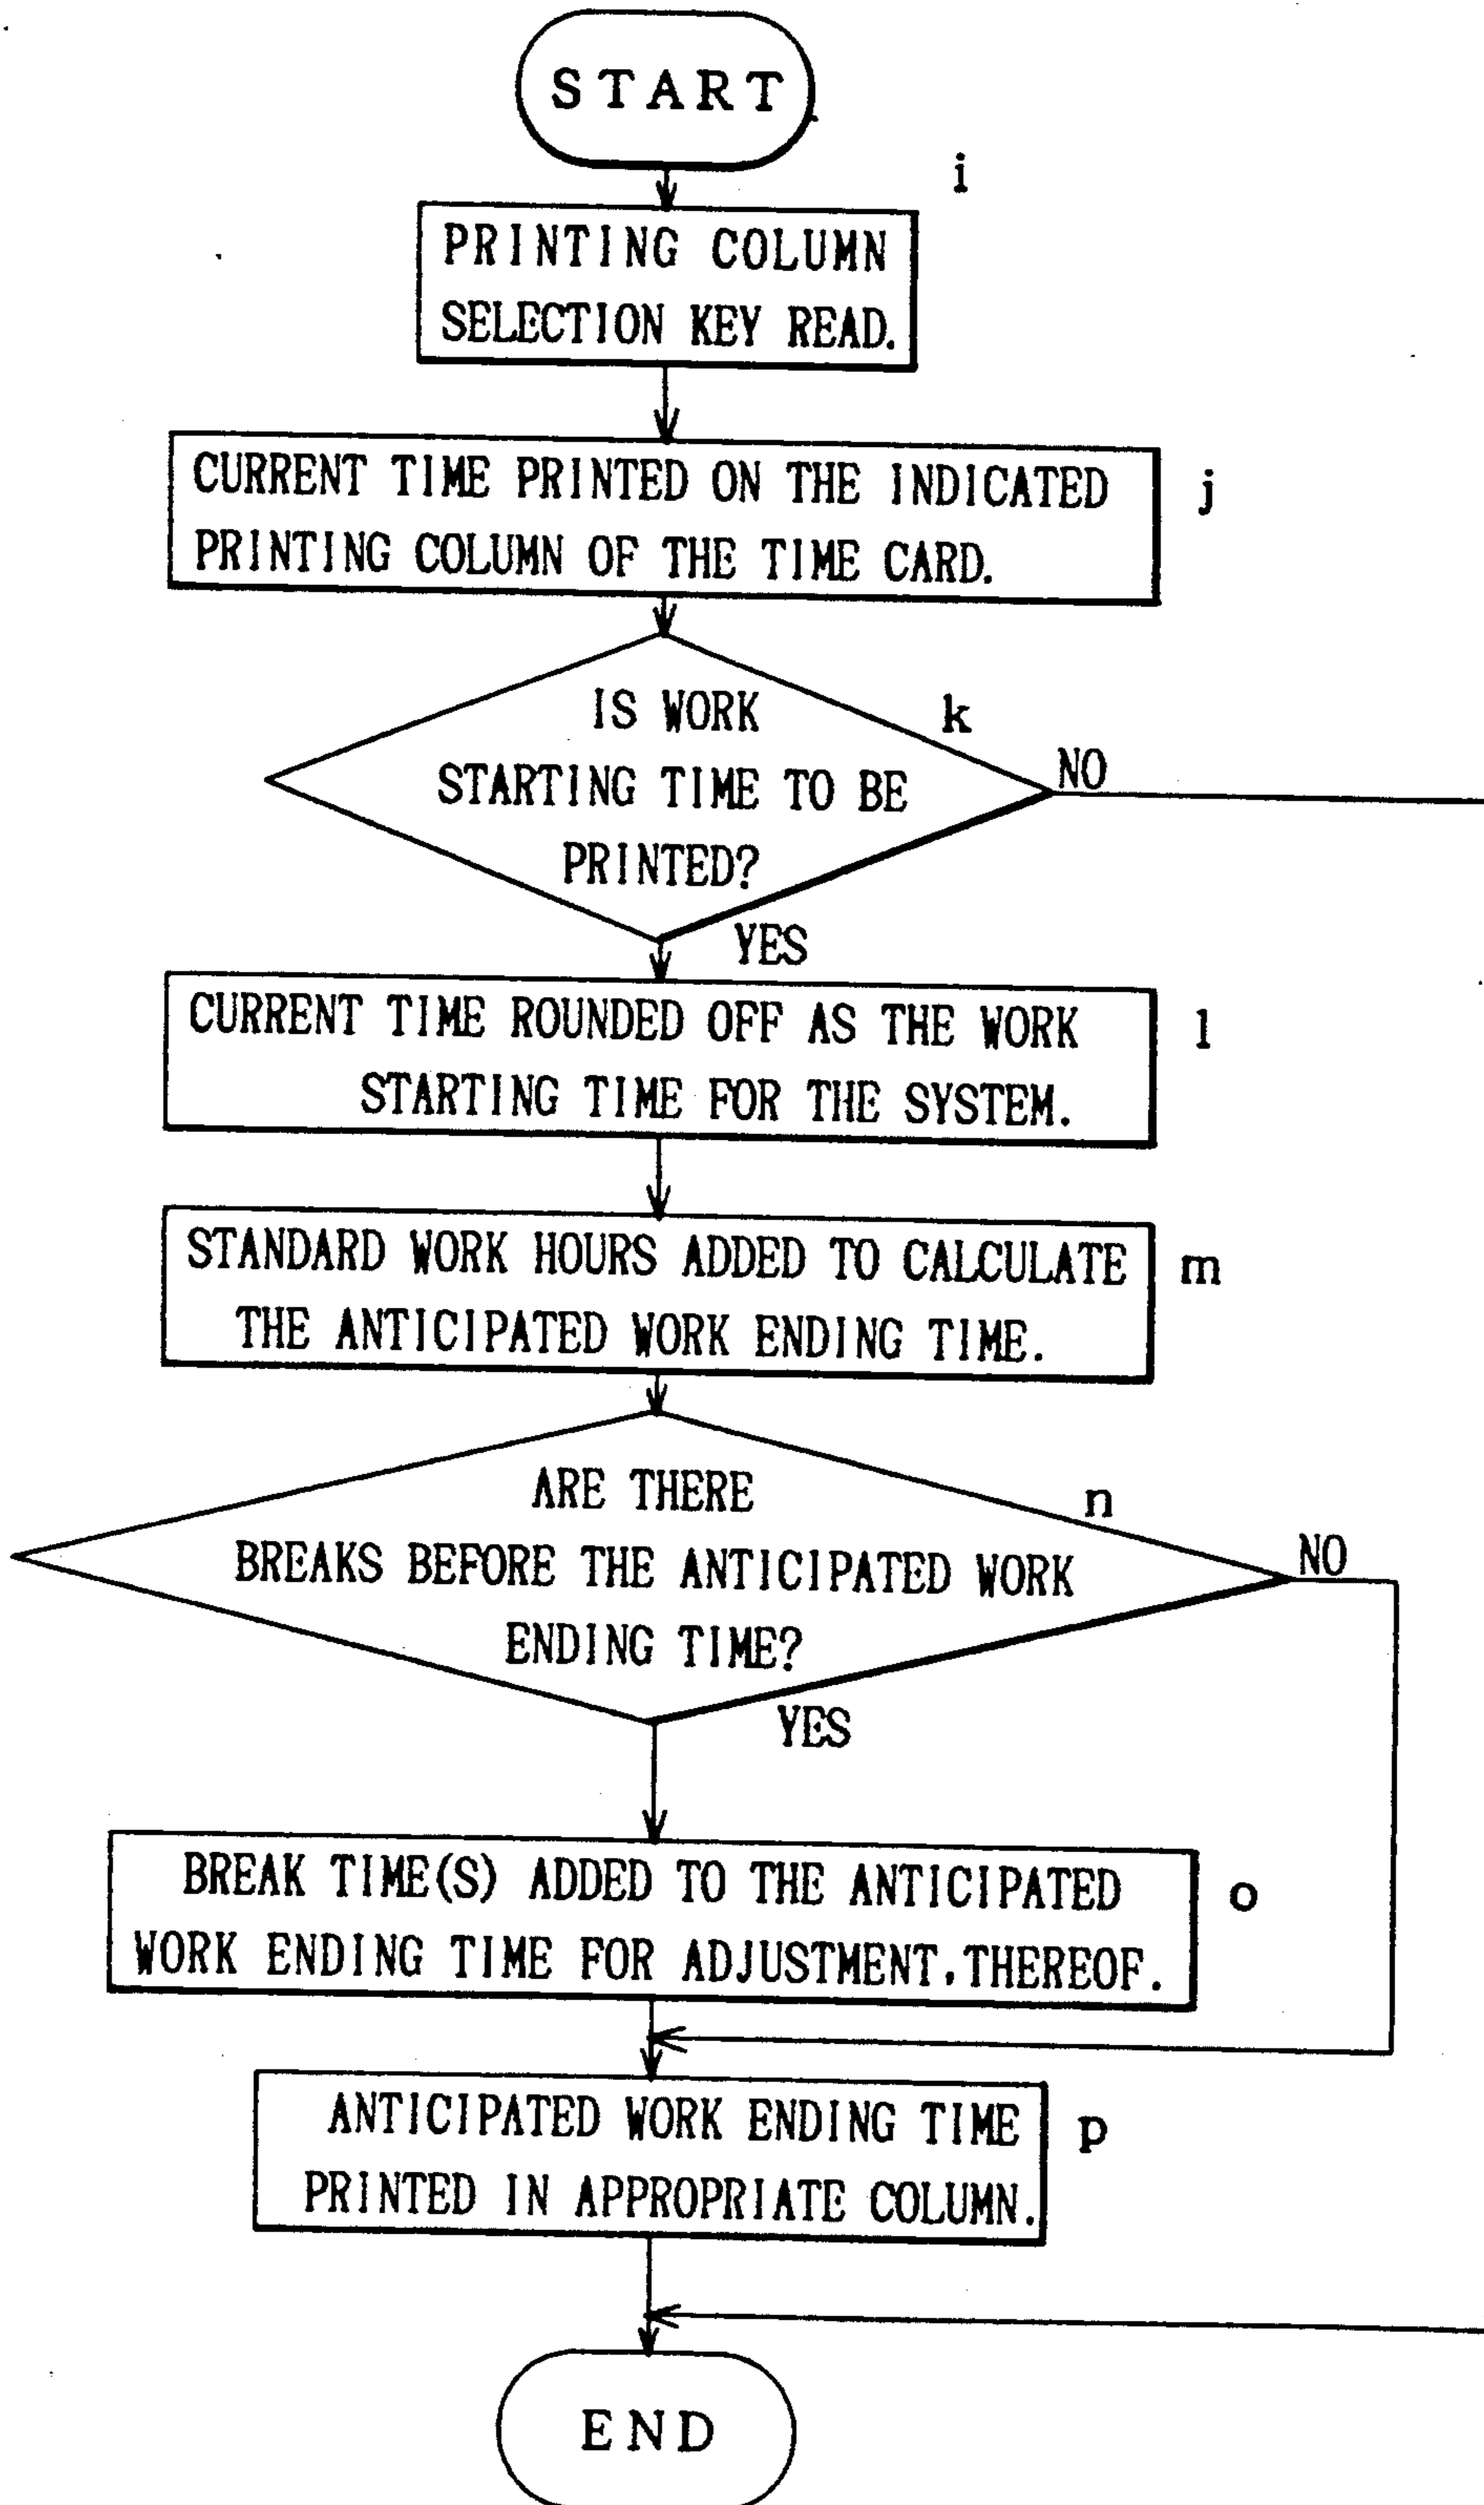 START
i
PRINTING COLUMN
SELECTION KEY READ.
CURRENT TIME PRINTED ON THE INDICATED
PRINTING COLUMN OF THE TIME CARD.
j
IS WORK
STARTING TIME TO BE
PRINTED?
k
NO
YES
CURRENT TIME ROUNDED OFF AS THE WORK
STARTING TIME FOR THE SYSTEM.
l
STANDARD WORK HOURS ADDED TO CALCULATE
THE ANTICIPATED WORK ENDING TIME.
m
ARE THERE
BREAKS BEFORE THE ANTICIPATED WORK
ENDING TIME?
n
NO
YES
BREAK TIME(S) ADDED TO THE ANTICIPATED
WORK ENDING TIME FOR ADJUSTMENT,THEREOF.
o
ANTICIPATED WORK ENDING TIME
PRINTED IN APPROPRIATE COLUMN.
p
END